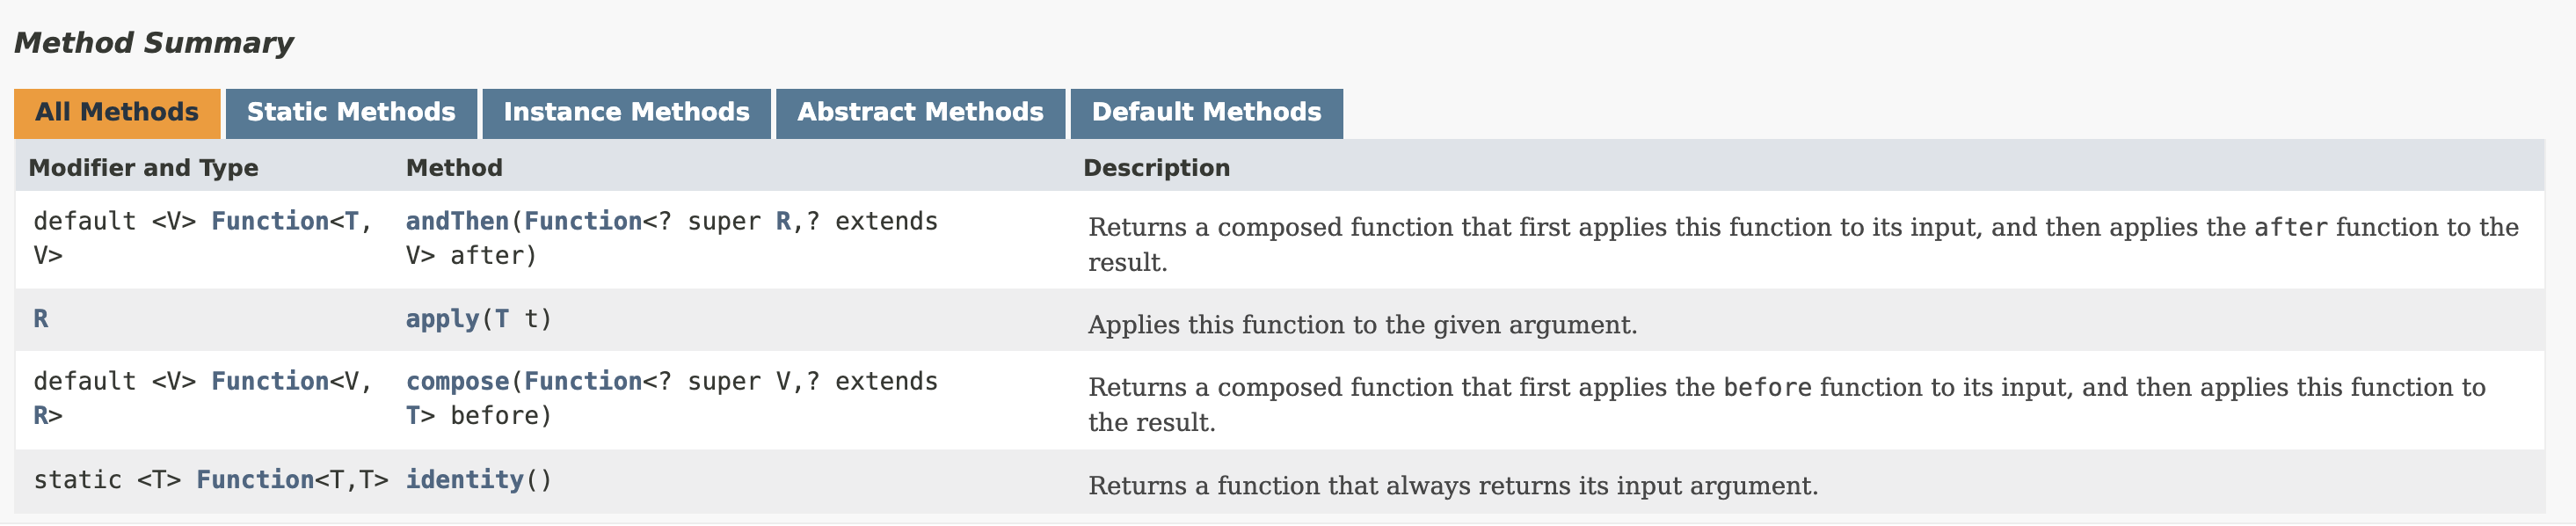 Method Summary
All Methods Static Methods Instance Methods Abstract Methods Default Methods
Modifier and Type Method Description
default <V> Function<T, andThen(Function<? super R,? extends Returns a composed function that first applies this function to its input, and then applies the after function to the
V> V> after) result.
R apply(T t) Applies this function to the given argument.
default <V> Function<V, compose(Function<? super V,? extends Returns a composed function that first applies the before function to its input, and then applies this function to
R> T> before) the result.
static <T> Function<T,T> identity() Returns a function that always returns its input argument.